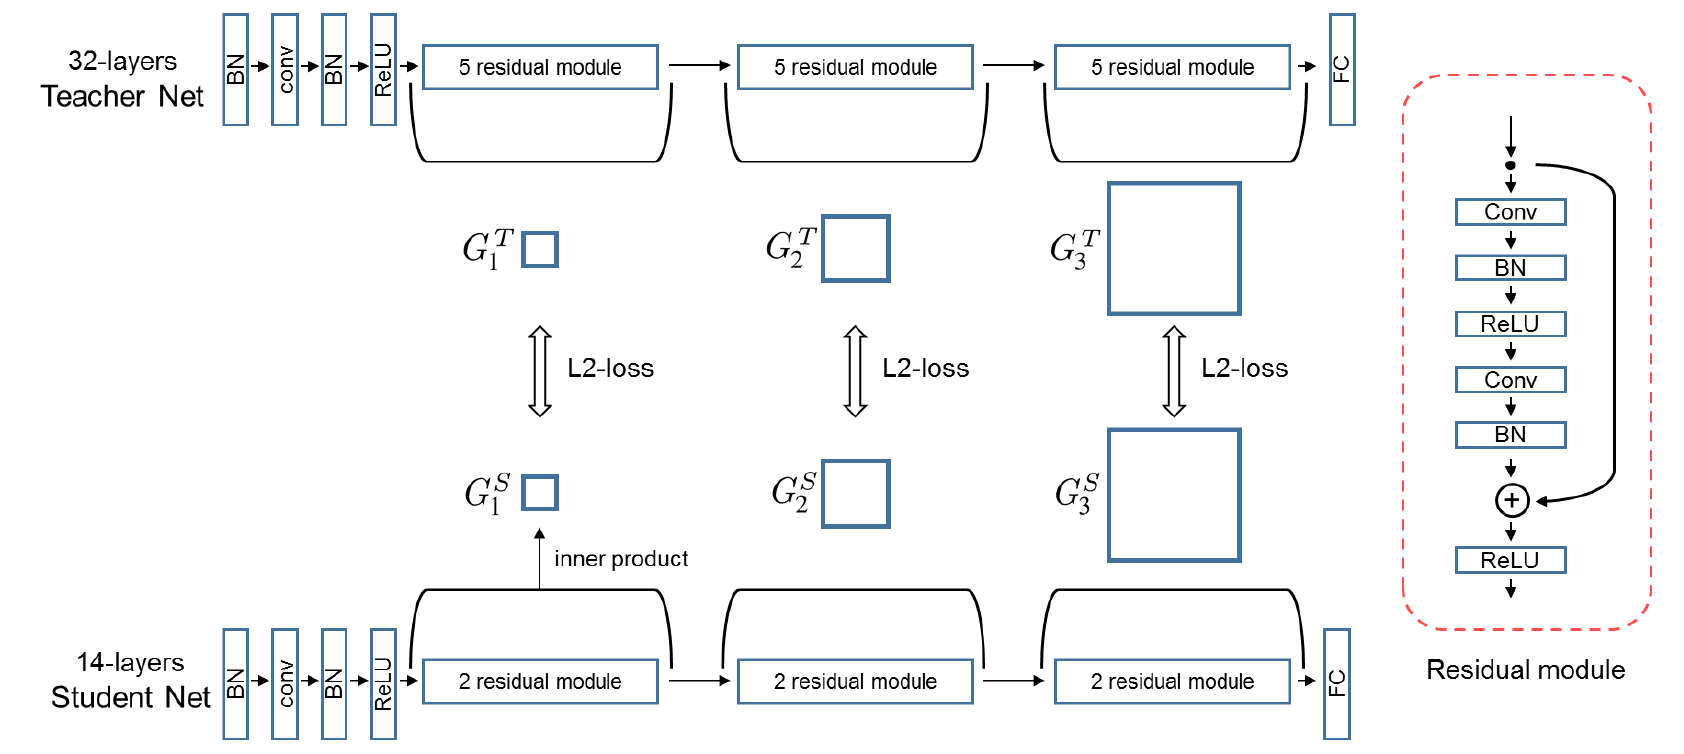 32-layers
Teacher Net
BN
conv
BN
ReLU
5 residual module
5 residual module
5 residual module
FC
G_1^T
G_2^T
G_3^T
L2-loss
L2-loss
L2-loss
G_1^S
G_2^S
G_3^S
inner product
14-layers
Student Net
BN
conv
BN
ReLU
2 residual module
2 residual module
2 residual module
FC
Conv
BN
ReLU
Conv
BN
+
ReLU
Residual module